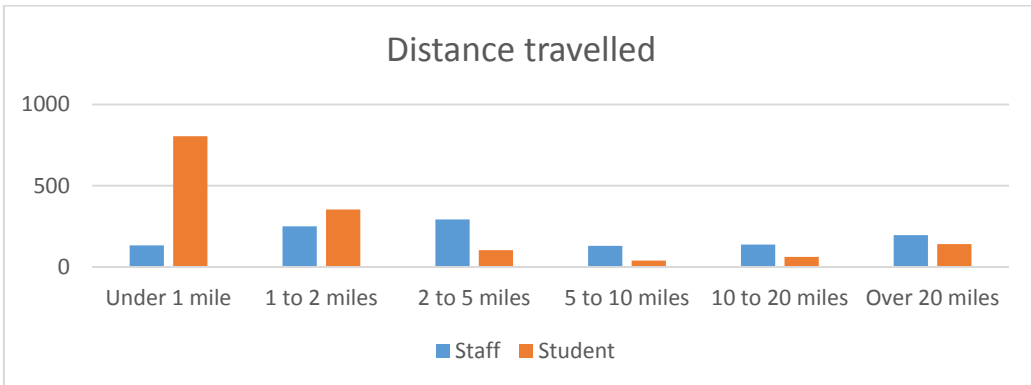 Distance travelled
1000
500
0
Under 1 mile 1 to 2 miles 2 to 5 miles 5 to 10 miles 10 to 20 miles Over 20 miles
Staff Student